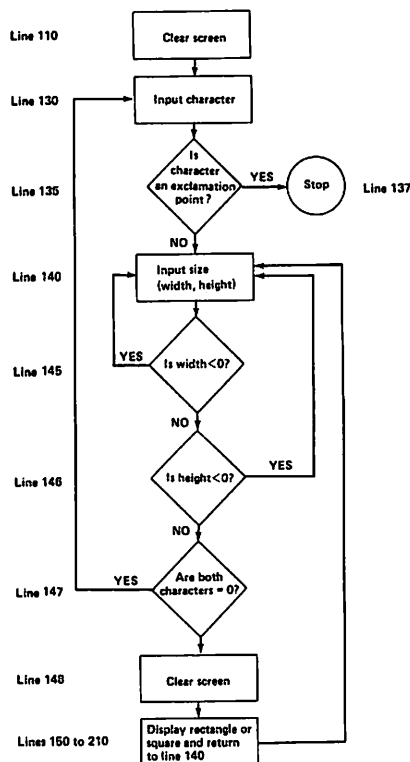 Line 110
Clear screen
Line 130
Input character
Is
character
an exclamation
point?
YES
Stop
Line 135
Line 137
NO
Line 140
Input size
(width, height)
YES
Is width<0?
Line 145
NO
Line 146
Is height<0?
YES
NO
YES
Are both
characters = 0?
Line 147
Line 148
Clear screen
Lines 150 to 210
Display rectangle or
square and return
to line 140